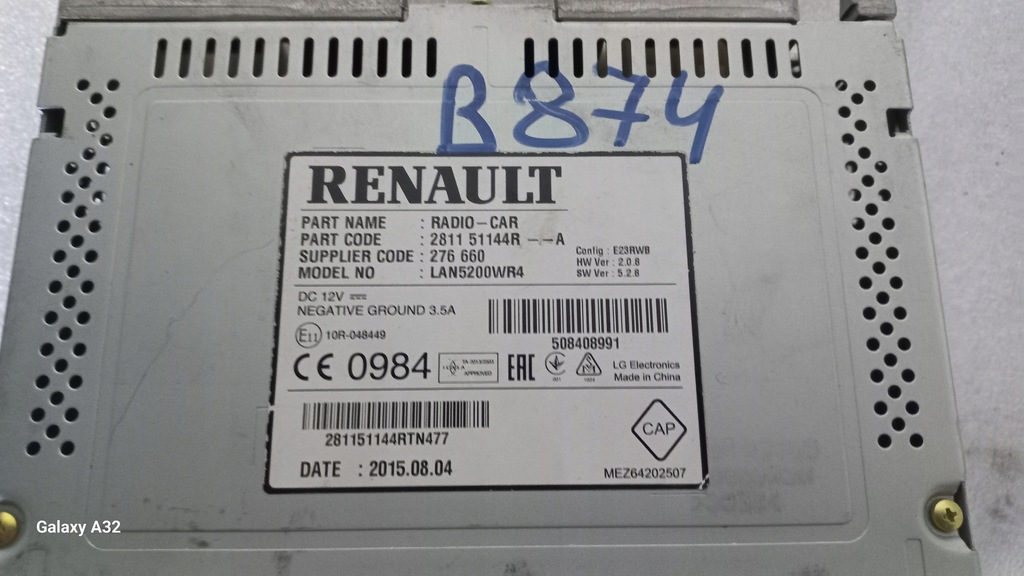 B874
RENAULT
PART NAME : RADIO-CAR
PART CODE : 2811 51144R --A
SUPPLIER CODE : 276 660
MODEL NO : LAN5200WR4
Config : E23RWB
HW Ver : 2.0.8
SW Ver : 5.2.8
DC 12V
NEGATIVE GROUND 3.5A
E11 10R-048449
508408991
CE 0984
APPROVED
EAC
LG Electronics
Made in China
281151144RTN477
CAP
DATE : 2015.08.04
MEZ64202507
Galaxy A32